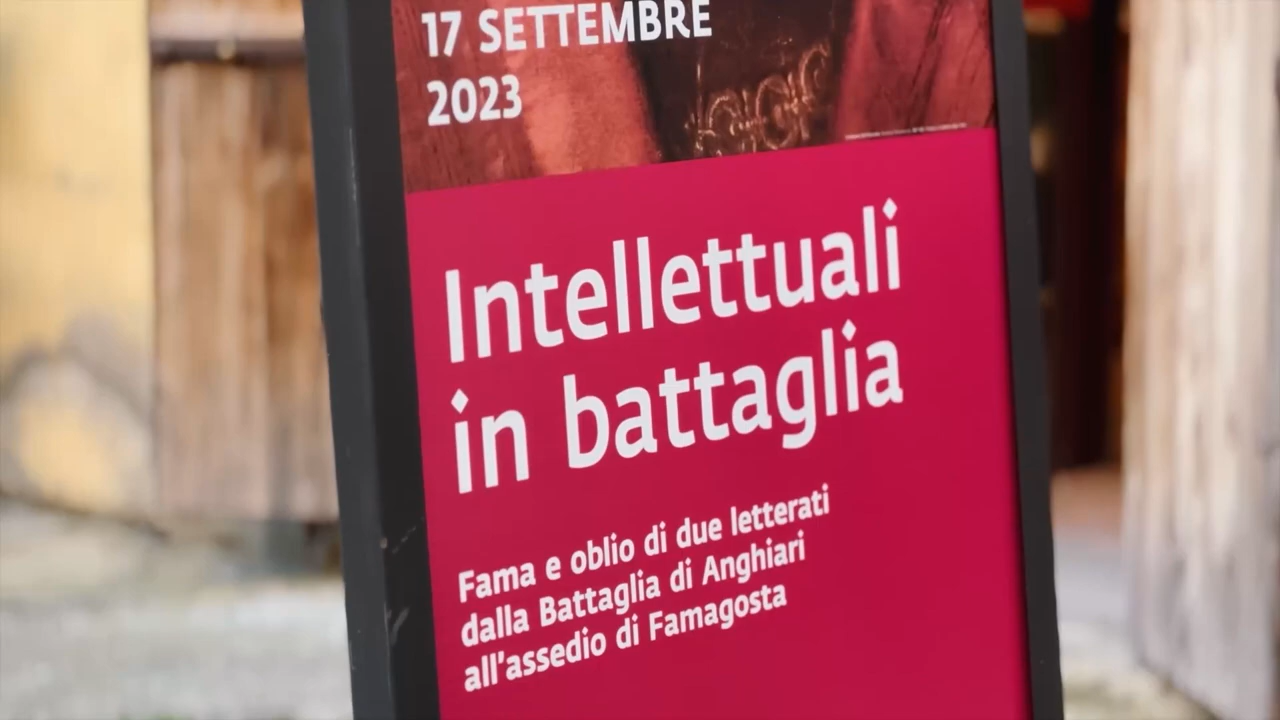 17 SETTEMBRE
2023
Intellettuali
in battaglia
Fama e oblio di due letterati
dalla Battaglia di Anghiari
all'assedio di Famagosta